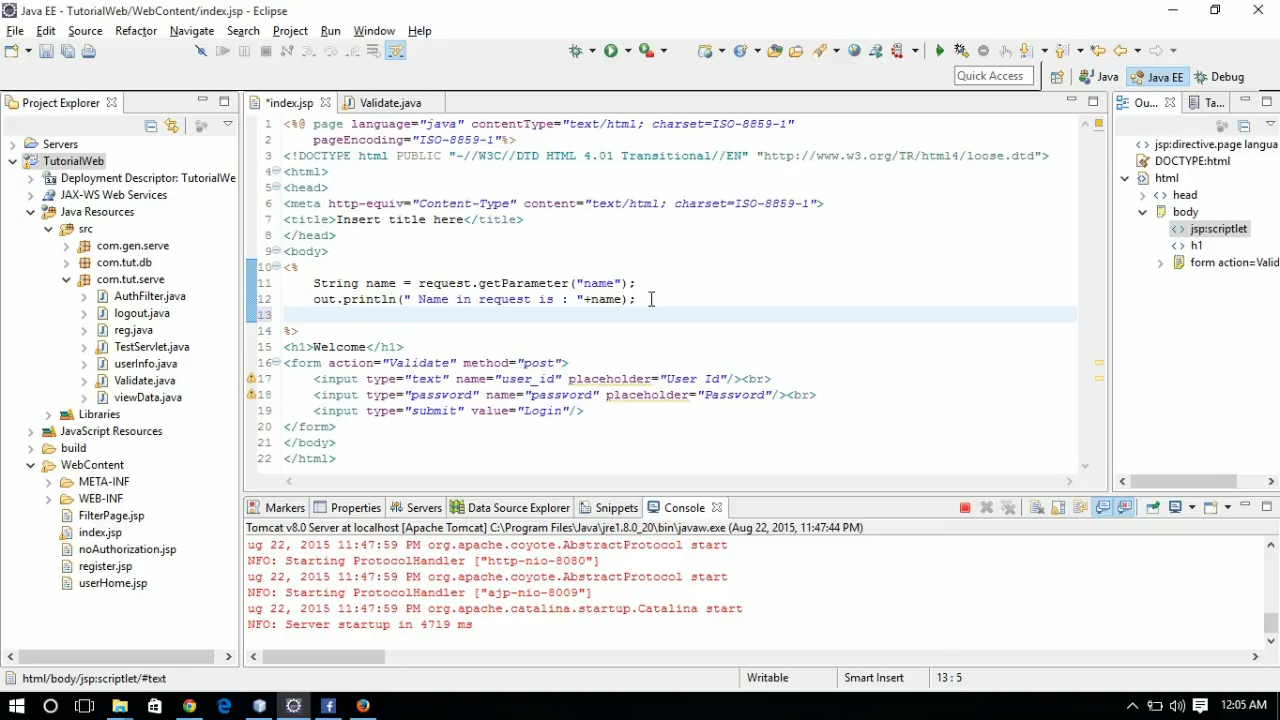 Java EE - TutorialWeb/WebContent/index.jsp - Eclipse
File Edit Source Refactor Navigate Search Project Run Window Help
Quick Access
Java
Java EE
Debug
Project Explorer
Servers
TutorialWeb
Deployment Descriptor: TutorialWe
JAX-WS Web Services
Java Resources
src
com.gen.serve
com.tut.db
com.tut.serve
AuthFilter.java
logout.java
reg.java
TestServlet.java
userInfo.java
Validate.java
viewData.java
Libraries
JavaScript Resources
build
WebContent
META-INF
WEB-INF
FilterPage.jsp
index.jsp
noAuthorization.jsp
register.jsp
userHome.jsp
*index.jsp
Validate.java
1 <%@ page language="java" contentType="text/html; charset=ISO-8859-1"
2 pageEncoding="ISO-8859-1"%>
3 <!DOCTYPE html PUBLIC "-//W3C//DTD HTML 4.01 Transitional//EN" "http://www.w3.org/TR/html4/loose.dtd">
4 <html>
5 <head>
6 <meta http-equiv="Content-Type" content="text/html; charset=ISO-8859-1">
7 <title>Insert title here</title>
8 </head>
9 <body>
10 <%
11 String name = request.getParameter("name");
12 out.println(" Name in request is : "+name);
13
14 %>
15 <h1>Welcome</h1>
16 <form action="Validate" method="post">
17 <input type="text" name="user_id" placeholder="User Id"/><br>
18 <input type="password" name="password" placeholder="Password"/><br>
19 <input type="submit" value="Login"/>
20 </form>
21 </body>
22 </html>
Ou...
Ta...
jsp:directive.page langua
DOCTYPE:html
html
head
body
jsp:scriptlet
h1
form action=Valid
Markers Properties Servers Data Source Explorer Snippets Console
Tomcat v8.0 Server at localhost [Apache Tomcat] C:\Program Files\Java\jre1.8.0_20\bin\javaw.exe (Aug 22, 2015, 11:47:44 PM)
ug 22, 2015 11:47:59 PM org.apache.coyote.AbstractProtocol start
NFO: Starting ProtocolHandler ["http-nio-8080"]
ug 22, 2015 11:47:59 PM org.apache.coyote.AbstractProtocol start
NFO: Starting ProtocolHandler ["ajp-nio-8009"]
ug 22, 2015 11:47:59 PM org.apache.catalina.startup.Catalina start
NFO: Server startup in 4719 ms
html/body/jsp:scriptlet/#text
Writable
Smart Insert
13 : 5
12:05 AM